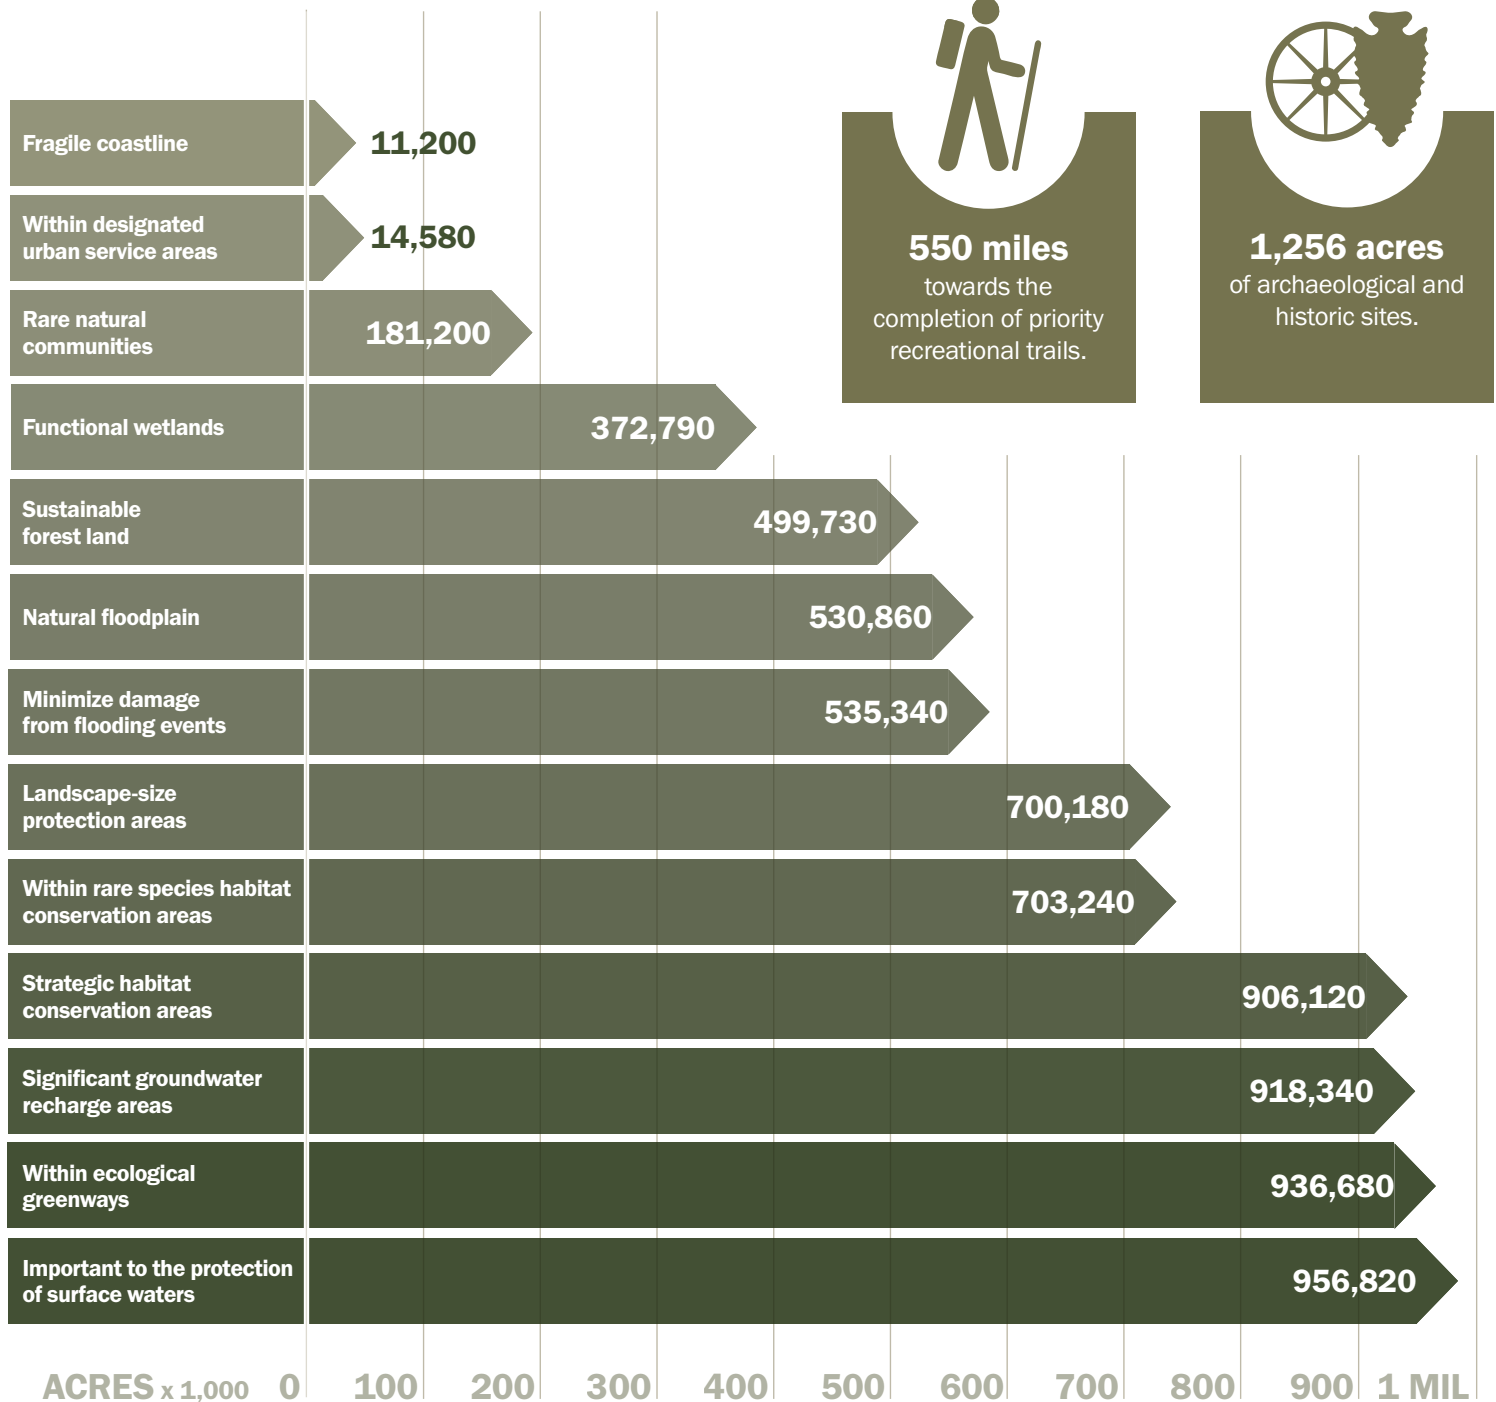 550 miles
towards the
completion of priority
recreational trails.
1,256 acres
of archaeological and
historic sites.
Fragile coastline
11,200
Within designated
urban service areas
14,580
Rare natural
communities
181,200
Functional wetlands
372,790
Sustainable
forest land
499,730
Natural floodplain
530,860
Minimize damage
from flooding events
535,340
Landscape-size
protection areas
700,180
Within rare species habitat
conservation areas
703,240
Strategic habitat
conservation areas
906,120
Significant groundwater
recharge areas
918,340
Within ecological
greenways
936,680
Important to the protection
of surface waters
956,820
ACRES x 1,000 0 100 200 300 400 500 600 700 800 900 1 MIL